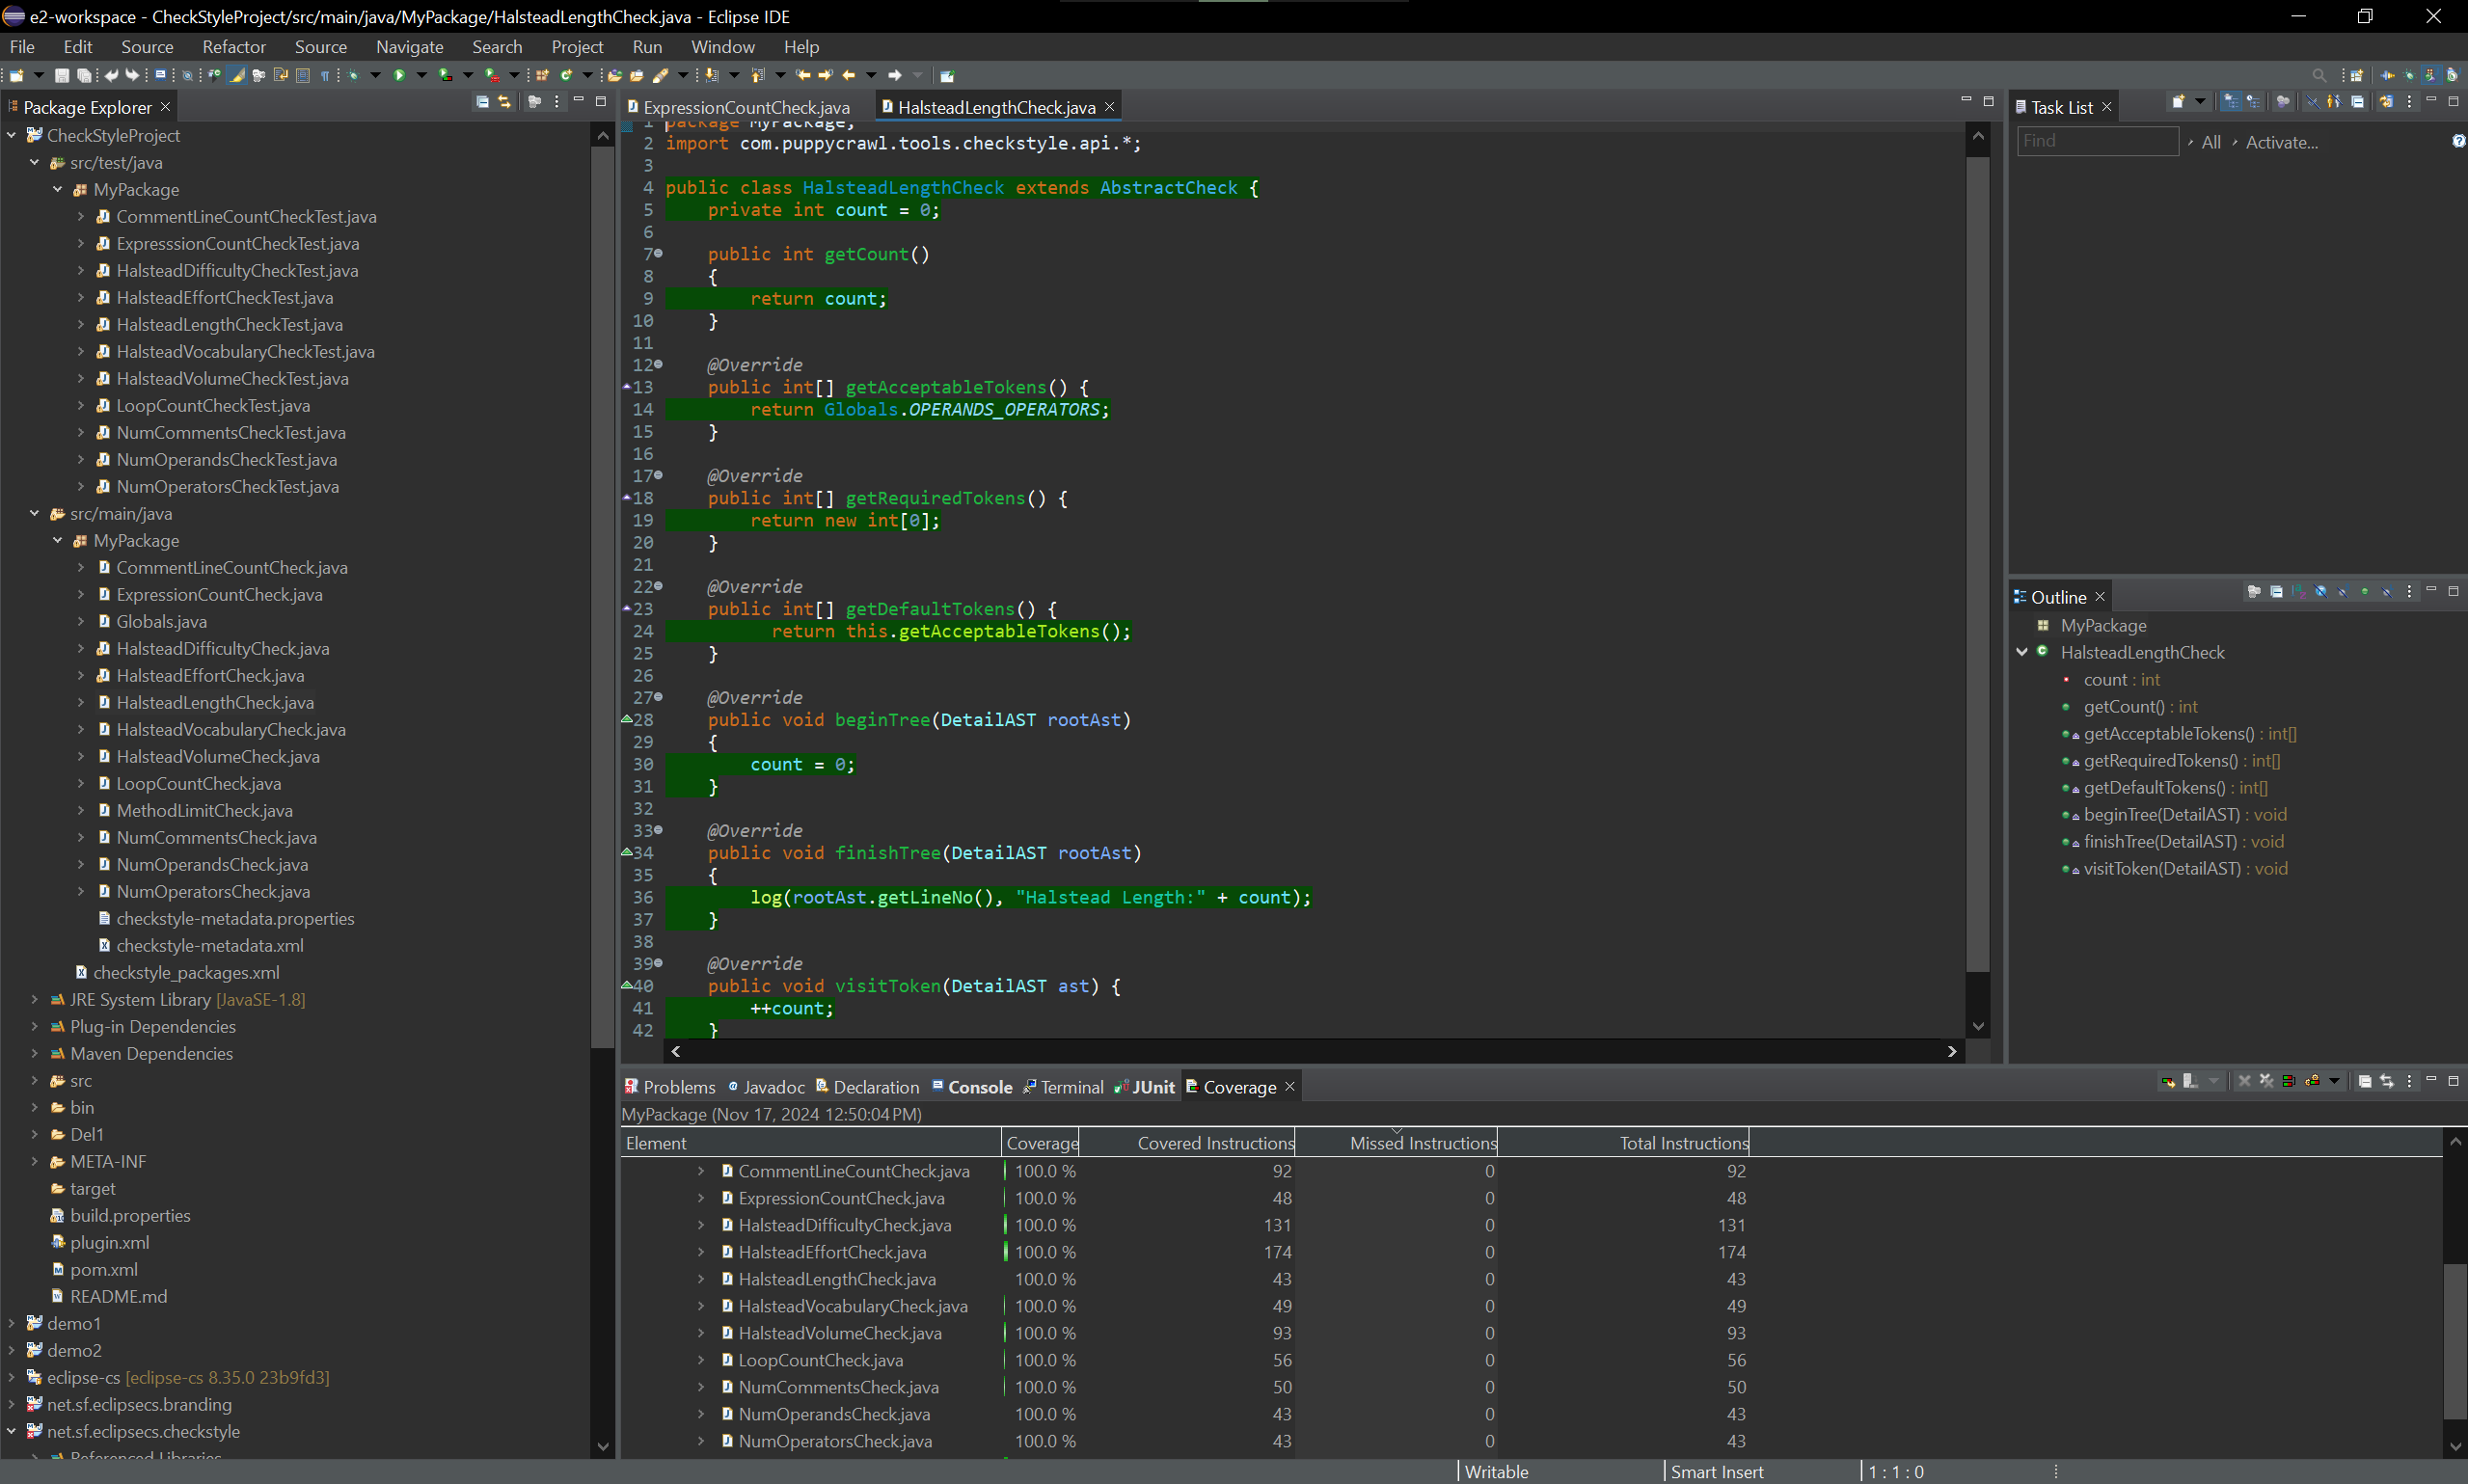 e2-workspace - CheckStyleProject/src/main/java/MyPackage/HalsteadLengthCheck.java - Eclipse IDE
File Edit Source Refactor Source Navigate Search Project Run Window Help
Package Explorer
CheckStyleProject
src/test/java
MyPackage
CommentLineCountCheckTest.java
ExpresssionCountCheckTest.java
HalsteadDifficultyCheckTest.java
HalsteadEffortCheckTest.java
HalsteadLengthCheckTest.java
HalsteadVocabularyCheckTest.java
HalsteadVolumeCheckTest.java
LoopCountCheckTest.java
NumCommentsCheckTest.java
NumOperandsCheckTest.java
NumOperatorsCheckTest.java
src/main/java
MyPackage
CommentLineCountCheck.java
ExpressionCountCheck.java
Globals.java
HalsteadDifficultyCheck.java
HalsteadEffortCheck.java
HalsteadLengthCheck.java
HalsteadVocabularyCheck.java
HalsteadVolumeCheck.java
LoopCountCheck.java
MethodLimitCheck.java
NumCommentsCheck.java
NumOperandsCheck.java
NumOperatorsCheck.java
checkstyle-metadata.properties
checkstyle-metadata.xml
checkstyle_packages.xml
JRE System Library [JavaSE-1.8]
Plug-in Dependencies
Maven Dependencies
src
bin
Del1
META-INF
target
build.properties
plugin.xml
pom.xml
README.md
demo1
demo2
eclipse-cs [eclipse-cs 8.35.0 23b9fd3]
net.sf.eclipsecs.branding
net.sf.eclipsecs.checkstyle
Referenced Libraries
ExpressionCountCheck.java HalsteadLengthCheck.java
1 package MyPackage;
2 import com.puppycrawl.tools.checkstyle.api.*;
3
4 public class HalsteadLengthCheck extends AbstractCheck {
5 private int count = 0;
6
7 public int getCount()
8 {
9 return count;
10 }
11
12 @Override
13 public int[] getAcceptableTokens() {
14 return Globals.OPERANDS_OPERATORS;
15 }
16
17 @Override
18 public int[] getRequiredTokens() {
19 return new int[0];
20 }
21
22 @Override
23 public int[] getDefaultTokens() {
24 return this.getAcceptableTokens();
25 }
26
27 @Override
28 public void beginTree(DetailAST rootAst)
29 {
30 count = 0;
31 }
32
33 @Override
34 public void finishTree(DetailAST rootAst)
35 {
36 log(rootAst.getLineNo(), "Halstead Length:" + count);
37 }
38
39 @Override
40 public void visitToken(DetailAST ast) {
41 ++count;
42 }
Task List
Find All Activate...
Outline
MyPackage
HalsteadLengthCheck
count : int
getCount() : int
getAcceptableTokens() : int[]
getRequiredTokens() : int[]
getDefaultTokens() : int[]
beginTree(DetailAST) : void
finishTree(DetailAST) : void
visitToken(DetailAST) : void
Problems Javadoc Declaration Console Terminal JUnit Coverage
MyPackage (Nov 17, 2024 12:50:04 PM)
Element Coverage Covered Instructions Missed Instructions Total Instructions
CommentLineCountCheck.java 100.0 % 92 0 92
ExpressionCountCheck.java 100.0 % 48 0 48
HalsteadDifficultyCheck.java 100.0 % 131 0 131
HalsteadEffortCheck.java 100.0 % 174 0 174
HalsteadLengthCheck.java 100.0 % 43 0 43
HalsteadVocabularyCheck.java 100.0 % 49 0 49
HalsteadVolumeCheck.java 100.0 % 93 0 93
LoopCountCheck.java 100.0 % 56 0 56
NumCommentsCheck.java 100.0 % 50 0 50
NumOperandsCheck.java 100.0 % 43 0 43
NumOperatorsCheck.java 100.0 % 43 0 43
Writable Smart Insert 1 : 1 : 0